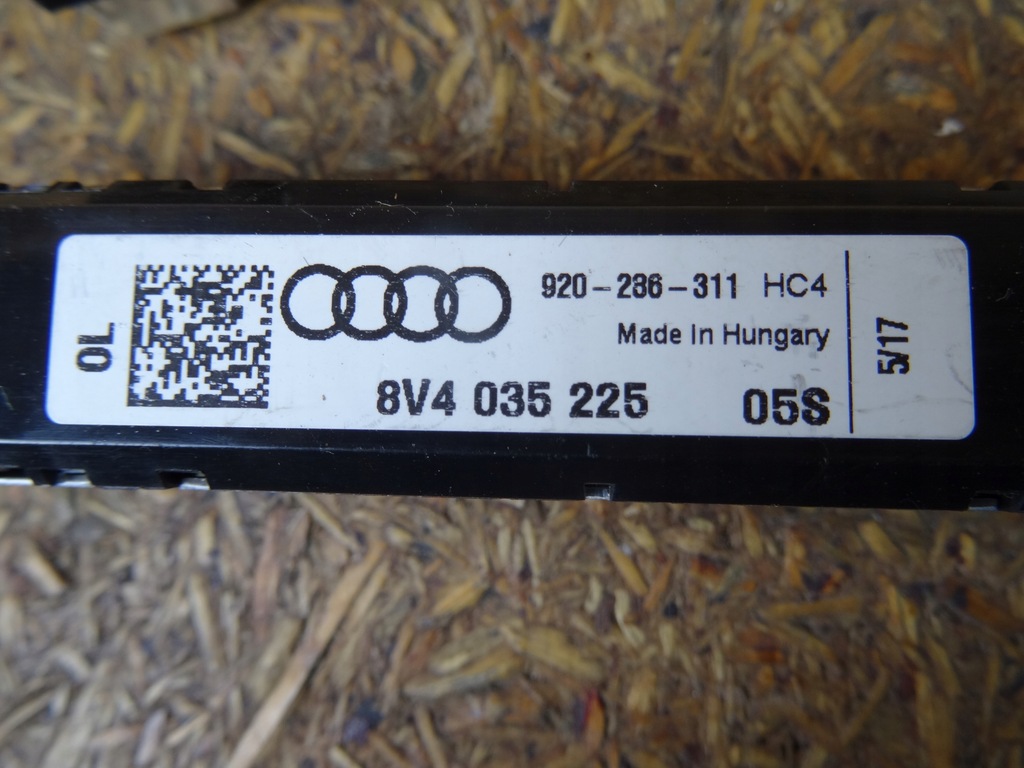 OL
920-286-311 HC4
Made In Hungary
8V4 035 225 05S
5/17